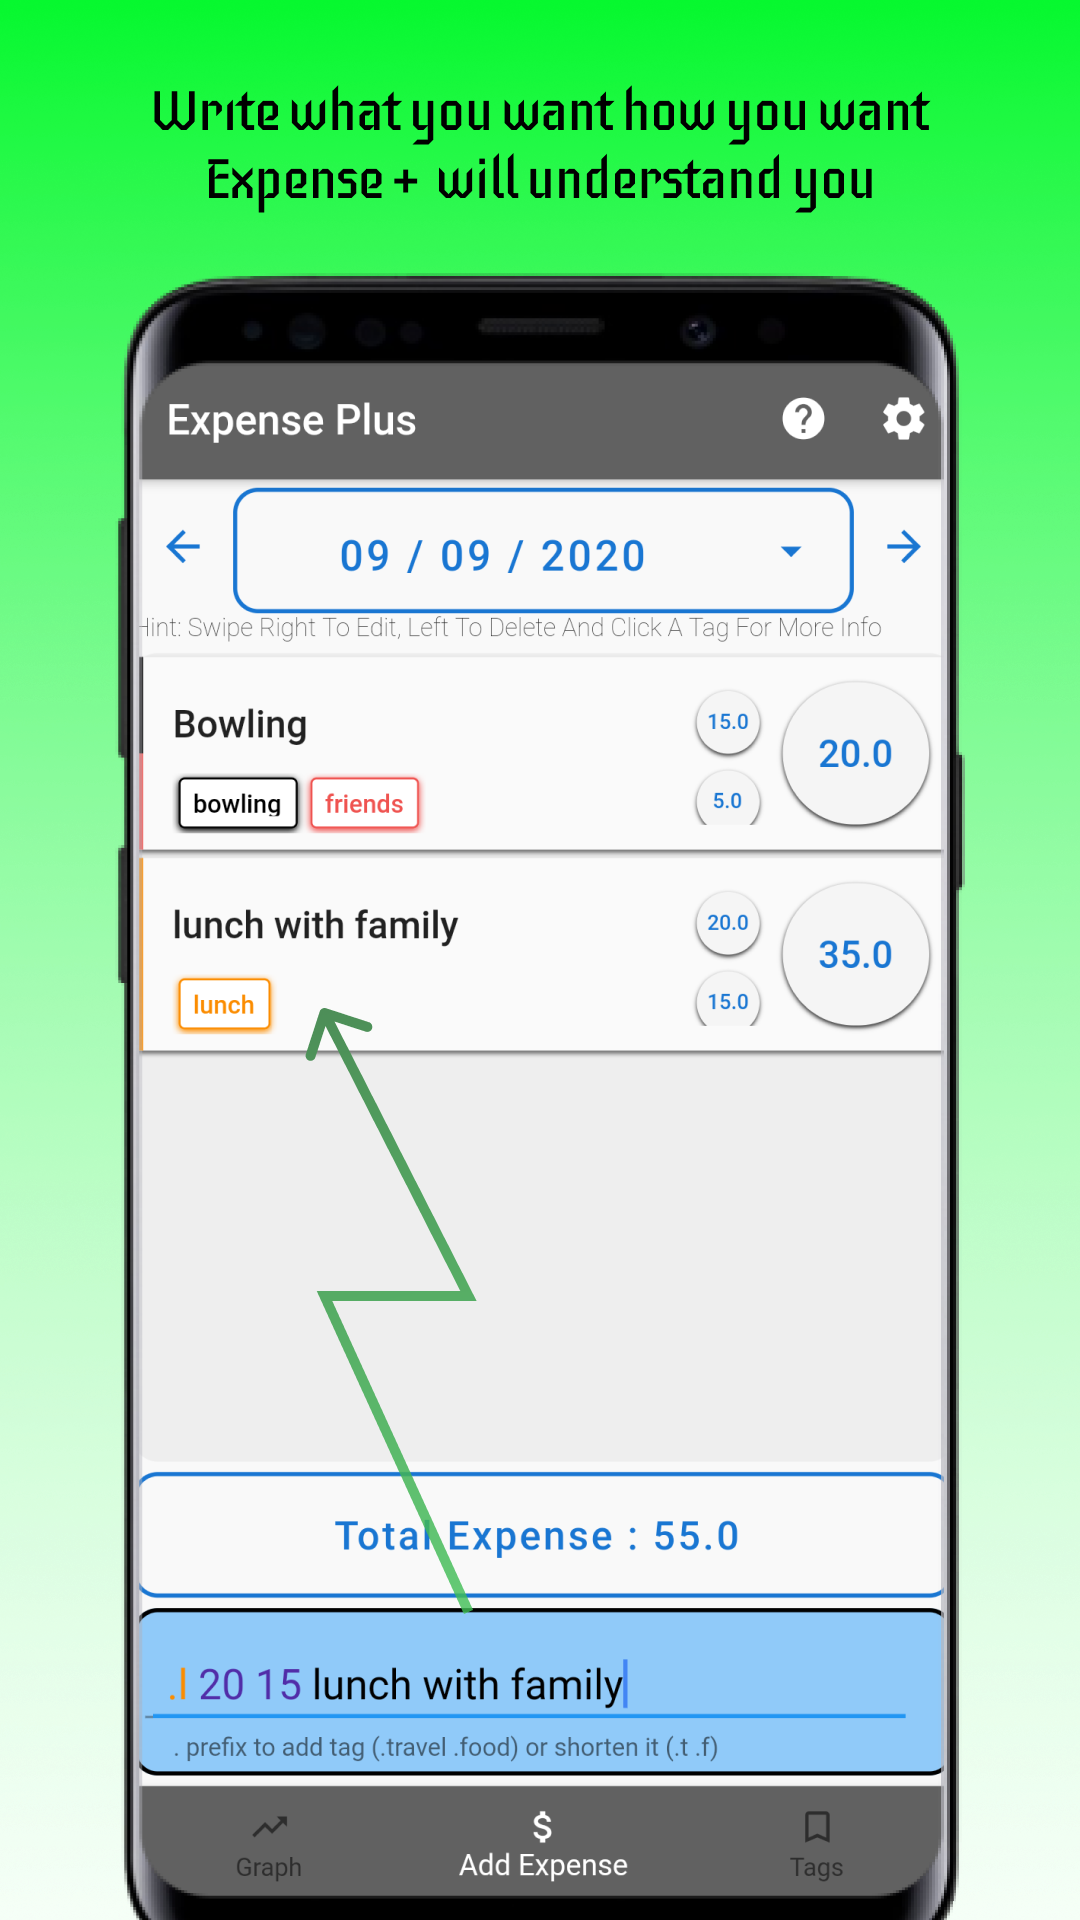 Write what you want how you want
Expense + will understand you
Expense Plus
09 / 09 / 2020
Hint: Swipe Right To Edit, Left To Delete And Click A Tag For More Info
Bowling
15.0
20.0
bowling friends
5.0
lunch with family
20.0
35.0
lunch
15.0
Total Expense : 55.0
.l 20 15 lunch with family
. prefix to add tag (.travel .food) or shorten it (.t .f)
$
Graph Add Expense Tags